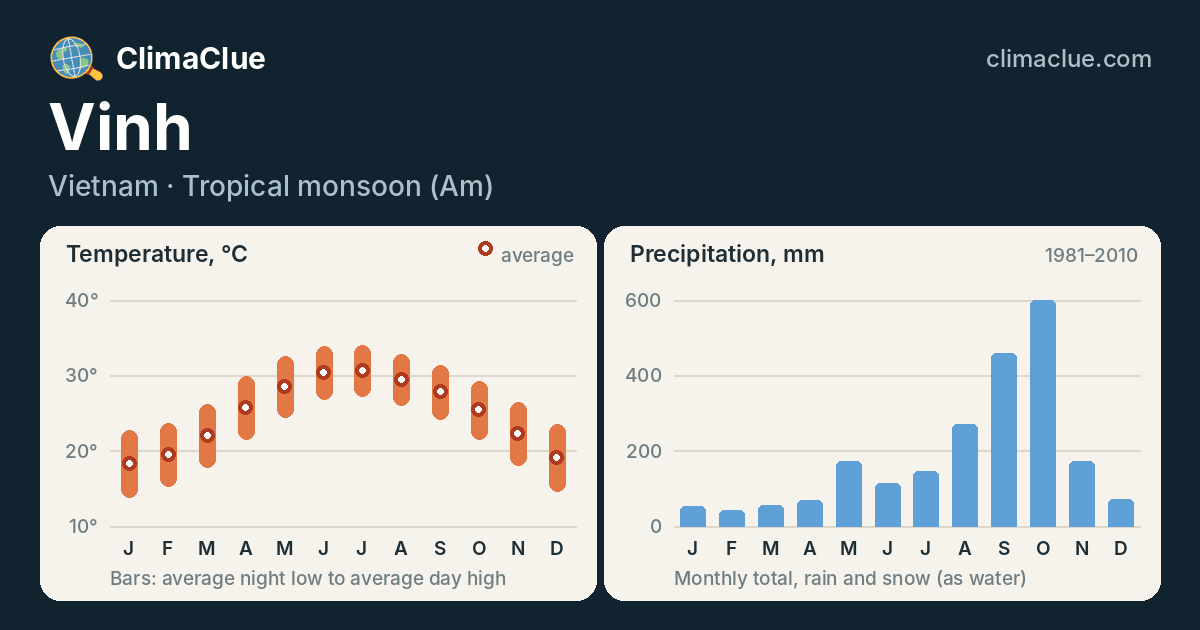 ClimaClue
climaclue.com
Vinh
Vietnam · Tropical monsoon (Am)
Temperature, °C
average
40°
30°
20°
10°
J F M A M J J A S O N D
Bars: average night low to average day high
Precipitation, mm
1981–2010
600
400
200
0
J F M A M J J A S O N D
Monthly total, rain and snow (as water)